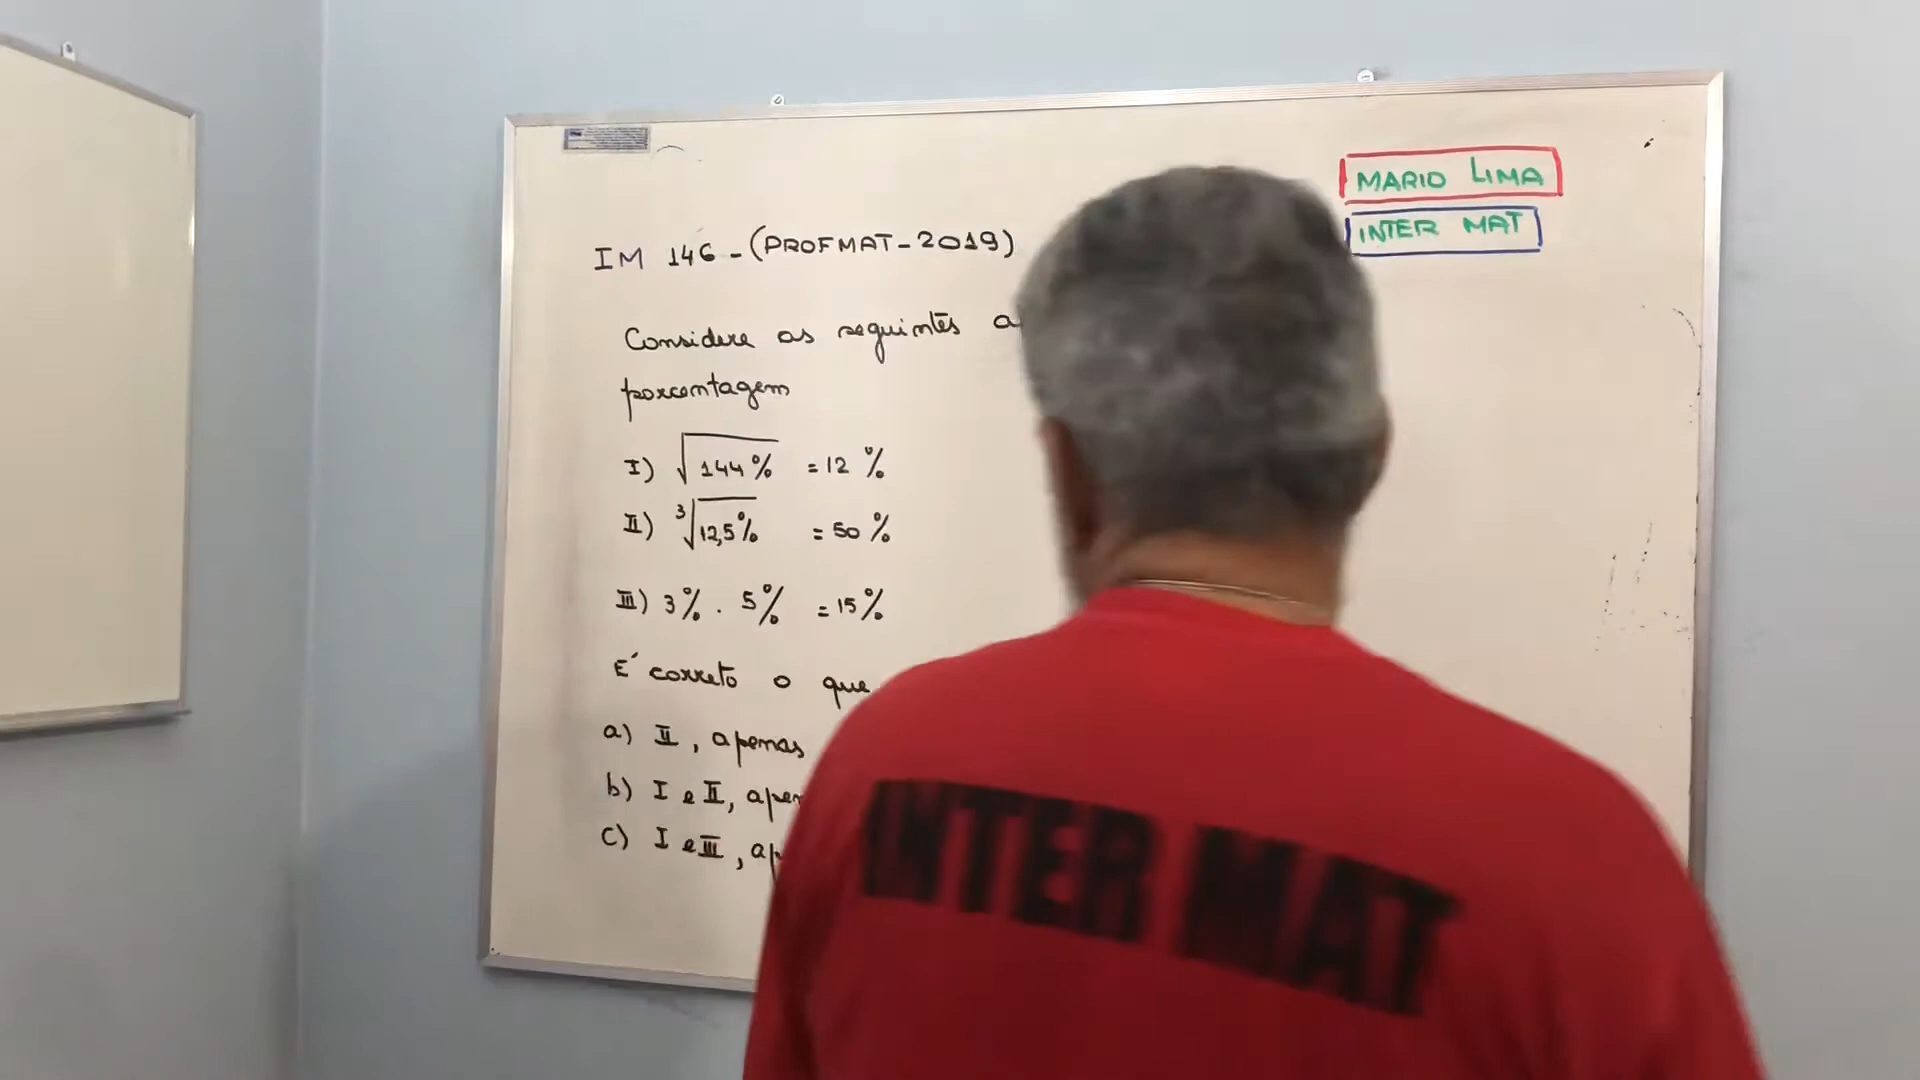 MARIO LIMA
INTER MAT
IM 146 - (PROFMAT - 2019)
Considere as seguintes
porcentagem
I) √144% = 12 %
II) ³√12,5% = 50 %
III) 3% . 5% = 15%
É correto o que
a) II, apenas
b) I e II,
c) I e III,
INTER MAT